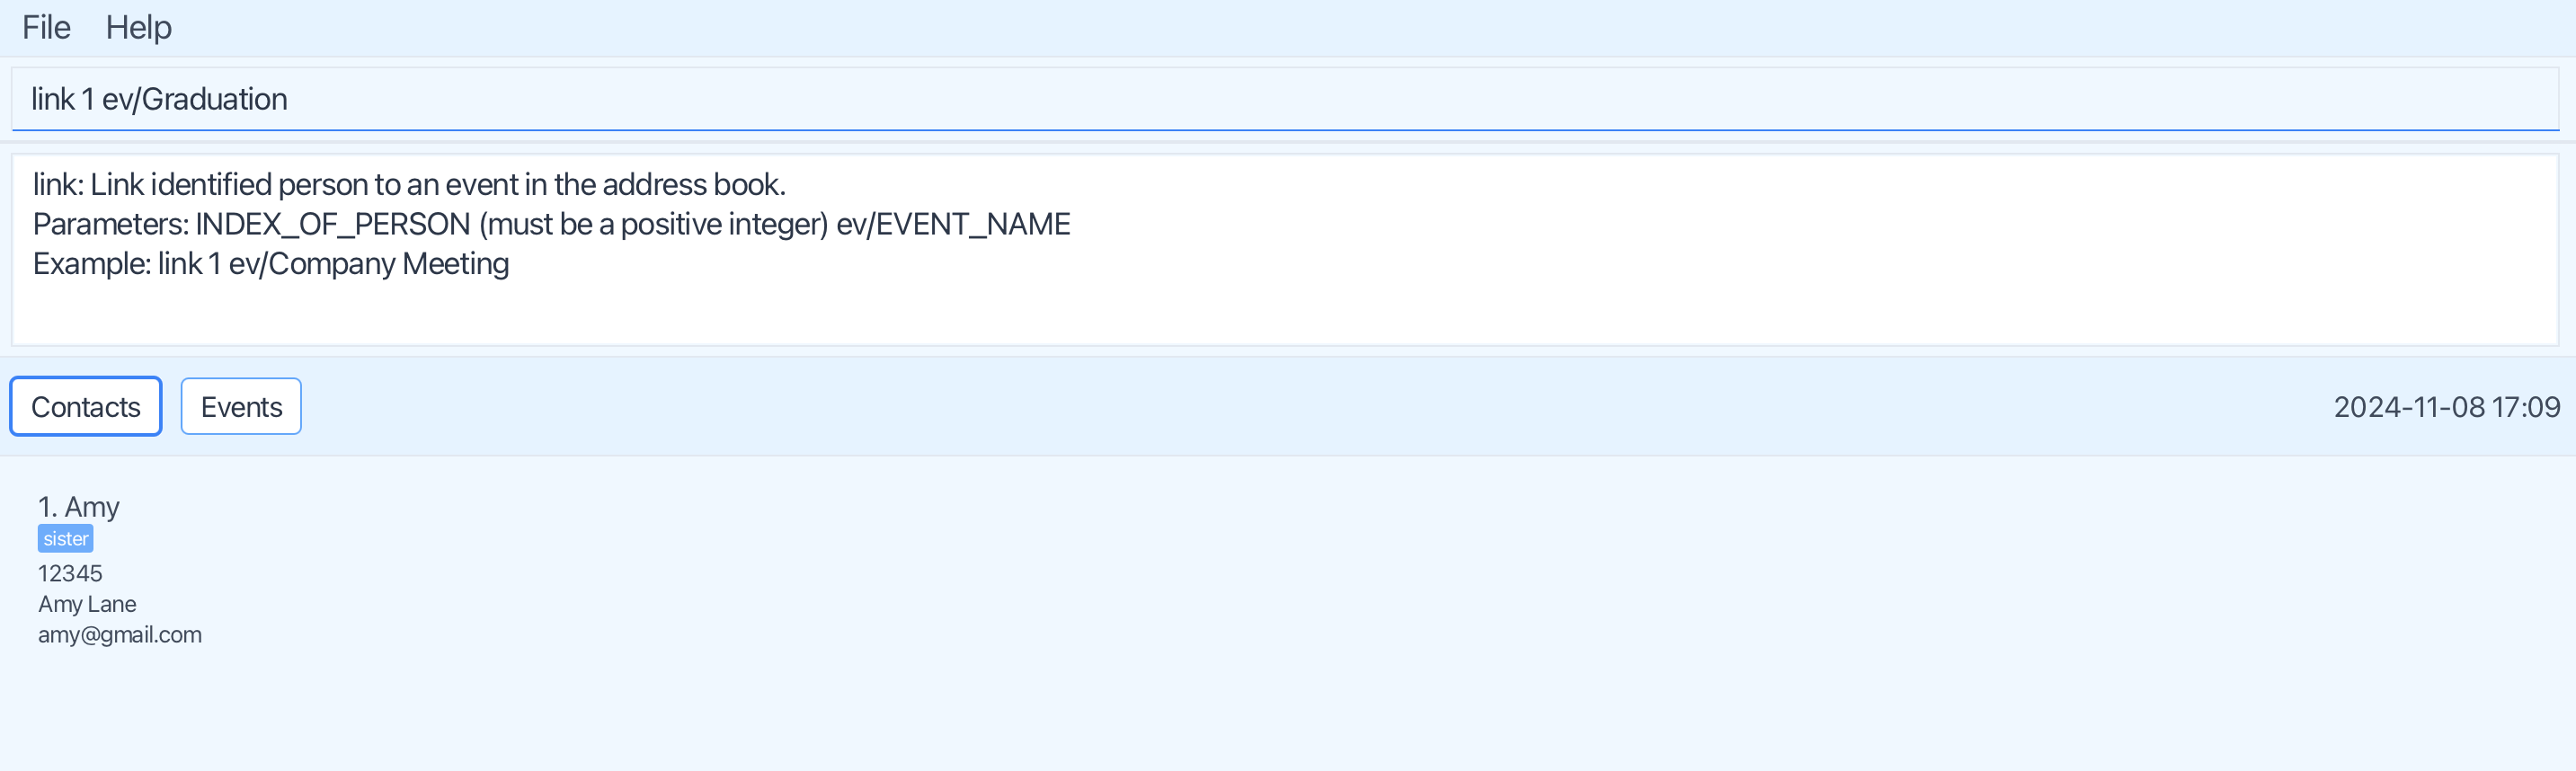 File Help
link 1 ev/Graduation
link: Link identified person to an event in the address book.
Parameters: INDEX_OF_PERSON (must be a positive integer) ev/EVENT_NAME
Example: link 1 ev/Company Meeting
Contacts Events 2024-11-08 17:09
1. Amy
sister
12345
Amy Lane
amy@gmail.com